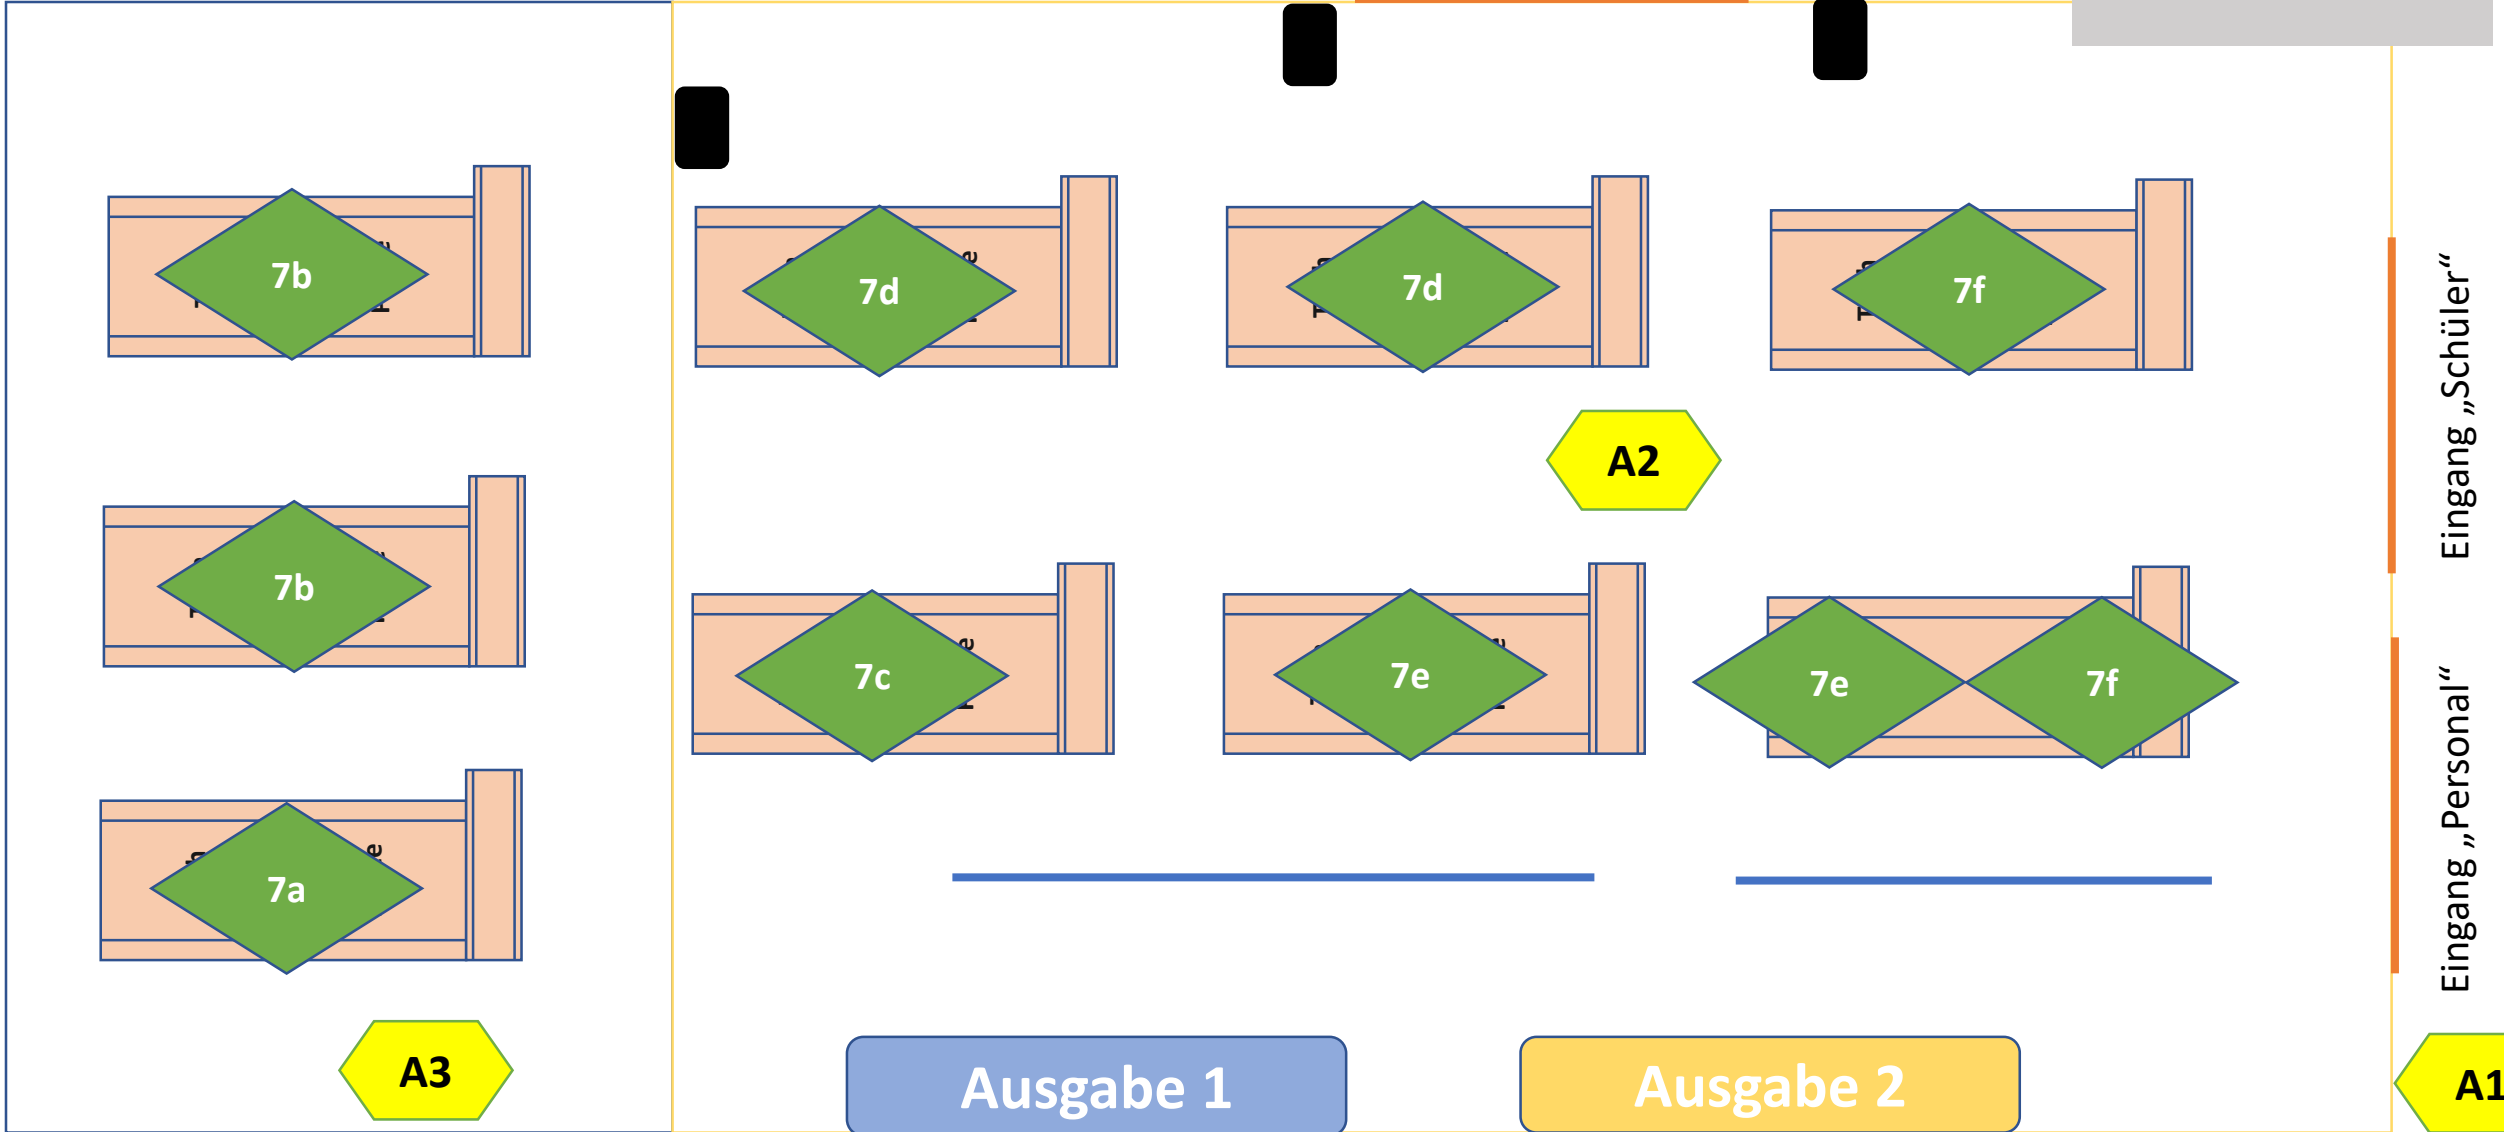 7b
7d
7d
7f
A2
7b
7c
7e
7e
7f
7a
A3
Ausgabe 1
Ausgabe 2
A1
Eingang „Schüler“
Eingang „Personal“